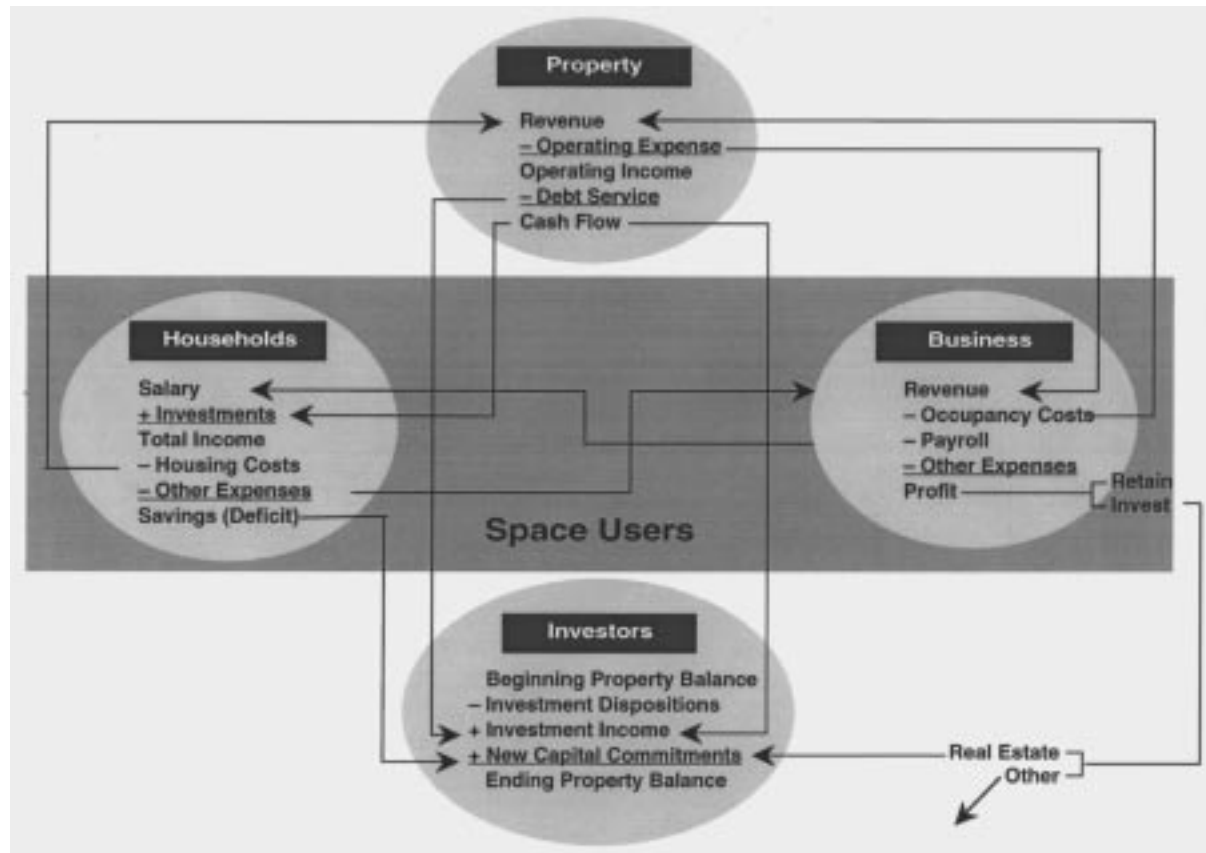 Property
Revenue
– Operating Expense
Operating Income
– Debt Service
Cash Flow
Households
Salary
+ Investments
Total Income
– Housing Costs
– Other Expenses
Savings (Deficit)
Business
Revenue
– Occupancy Costs
– Payroll
– Other Expenses
Profit
Retain
Invest
Space Users
Investors
Beginning Property Balance
– Investment Dispositions
+ Investment Income
+ New Capital Commitments
Ending Property Balance
Real Estate
Other